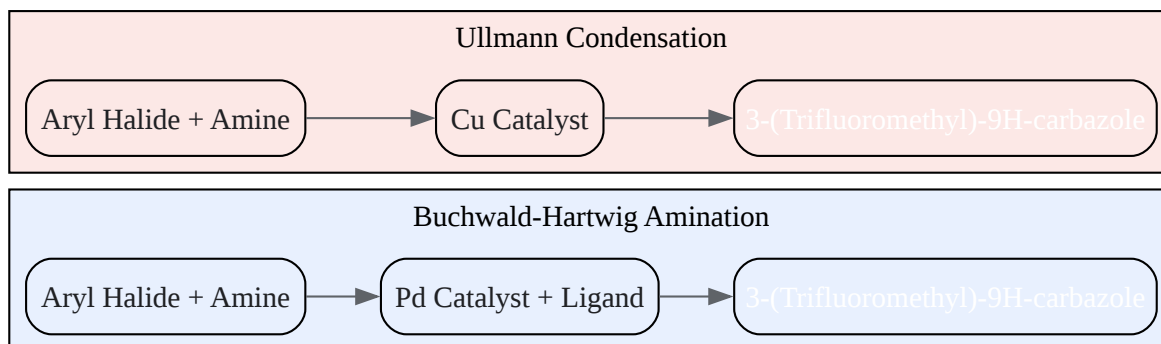 Ullmann Condensation
Aryl Halide + Amine
Cu Catalyst
3-(Trifluoromethyl)-9H-carbazole
Buchwald-Hartwig Amination
Aryl Halide + Amine
Pd Catalyst + Ligand
3-(Trifluoromethyl)-9H-carbazole